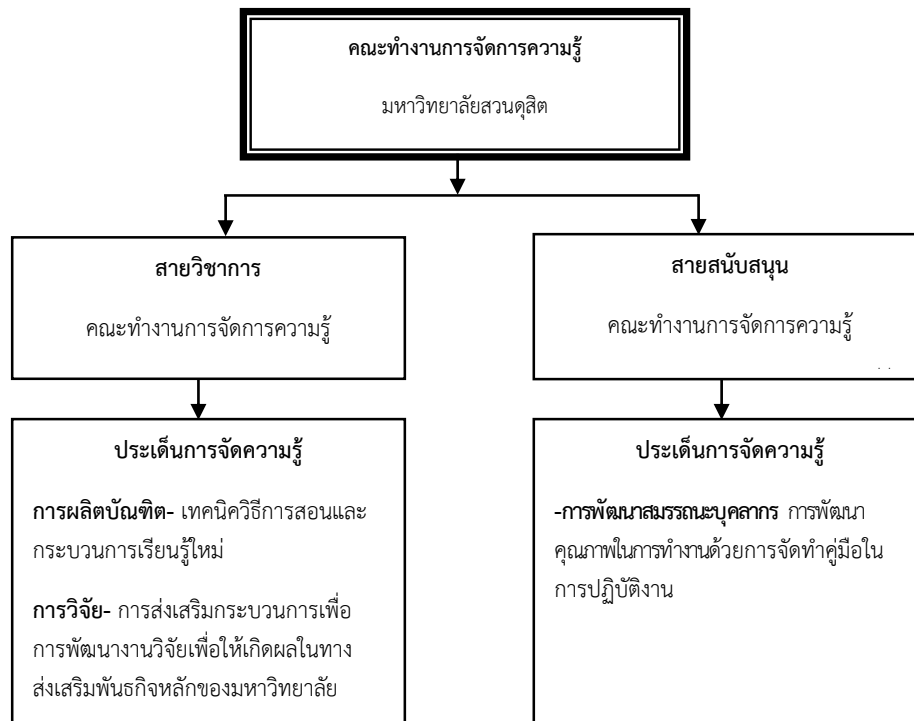 คณะทำงานการจัดการความรู้
มหาวิทยาลัยสวนดุสิต
สายวิชาการ
คณะทำงานการจัดการความรู้
สายสนับสนุน
คณะทำงานการจัดการความรู้
ประเด็นการจัดความรู้
การผลิตบัณฑิต- เทคนิควิธีการสอนและ
กระบวนการเรียนรู้ใหม่
การวิจัย- การส่งเสริมกระบวนการเพื่อ
การพัฒนางานวิจัยเพื่อให้เกิดผลในทาง
ส่งเสริมพันธกิจหลักของมหาวิทยาลัย
ประเด็นการจัดความรู้
-การพัฒนาสมรรถนะบุคลากร การพัฒนา
คุณภาพในการทำงานด้วยการจัดทำคู่มือใน
การปฏิบัติงาน